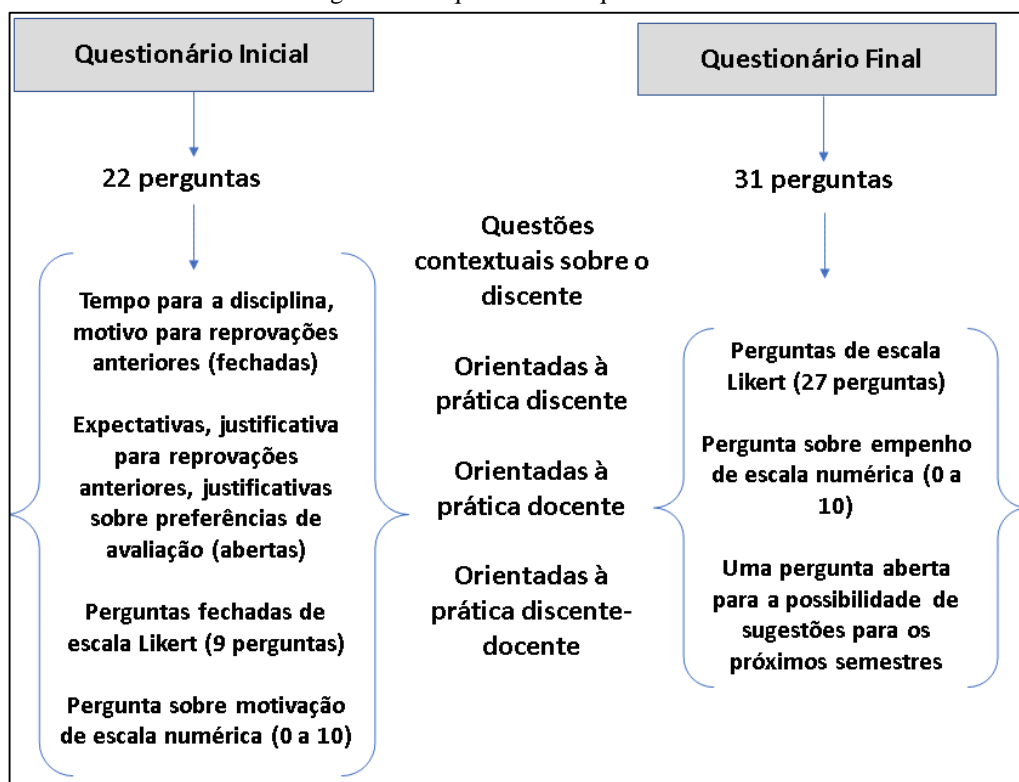 Questionário Inicial
22 perguntas
Tempo para a disciplina,
motivo para reprovações
anteriores (fechadas)
Expectativas, justificativa
para reprovações
anteriores, justificativas
sobre preferências de
avaliação (abertas)
Perguntas fechadas de
escala Likert (9 perguntas)
Pergunta sobre motivação
de escala numérica (0 a 10)
Questões
contextuais sobre o
discente
Orientadas à
prática discente
Orientadas à
prática docente
Orientadas à
prática discente-
docente
Questionário Final
31 perguntas
Perguntas de escala
Likert (27 perguntas)
Pergunta sobre empenho
de escala numérica (0 a
10)
Uma pergunta aberta
para a possibilidade de
sugestões para os
próximos semestres